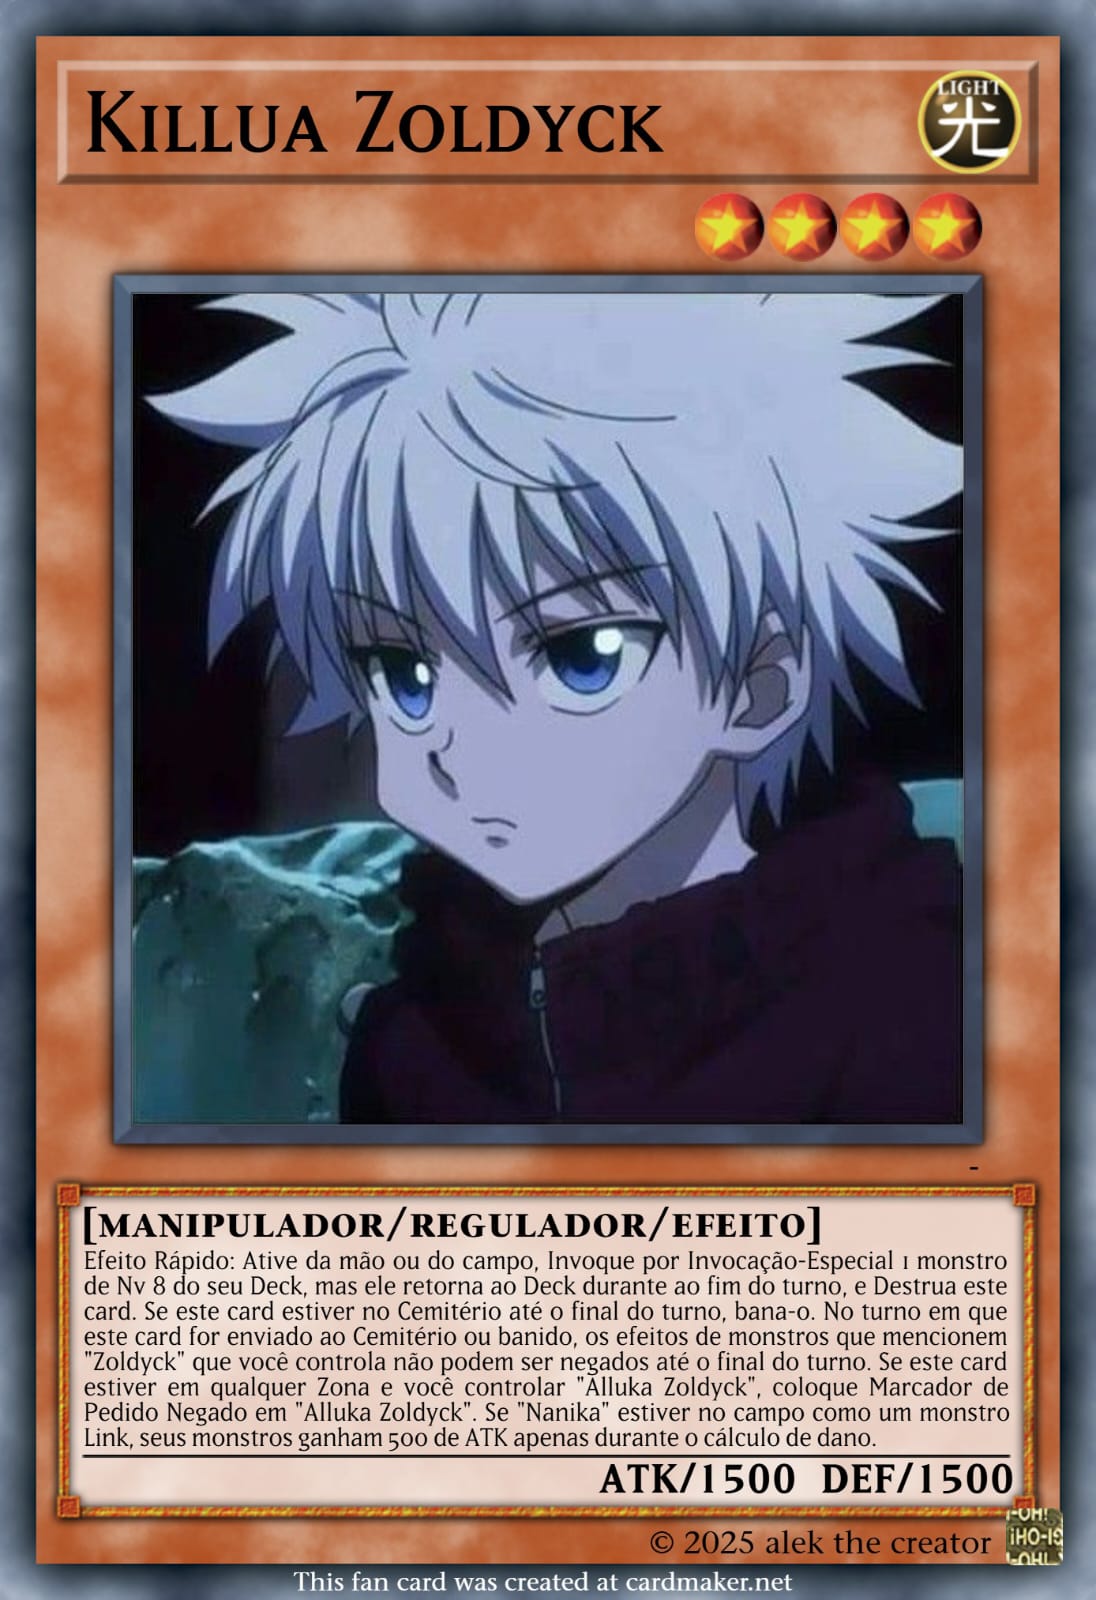 Killua Zoldyck
LIGHT
光
-
[MANIPULADOR/REGULADOR/EFEITO]
Efeito Rápido: Ative da mão ou do campo, Invoque por Invocação-Especial 1 monstro
de Nv 8 do seu Deck, mas ele retorna ao Deck durante ao fim do turno, e Destrua este
card. Se este card estiver no Cemitério até o final do turno, bana-o. No turno em que
este card for enviado ao Cemitério ou banido, os efeitos de monstros que mencionem
"Zoldyck" que você controla não podem ser negados até o final do turno. Se este card
estiver em qualquer Zona e você controlar "Alluka Zoldyck", coloque Marcador de
Pedido Negado em "Alluka Zoldyck". Se "Nanika" estiver no campo como um monstro
Link, seus monstros ganham 500 de ATK apenas durante o cálculo de dano.
ATK/1500 DEF/1500
© 2025 alek the creator
This fan card was created at cardmaker.net